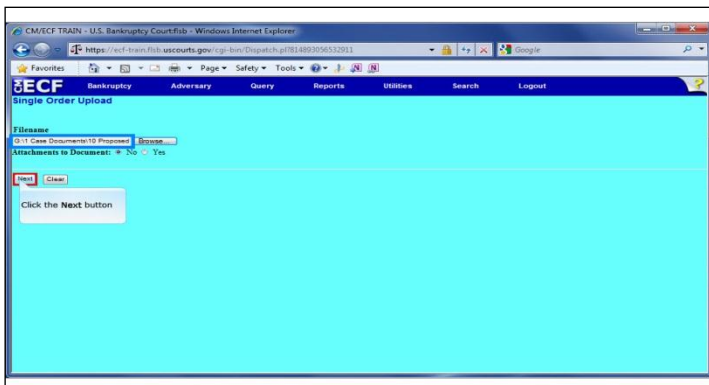 CM/ECF TRAIN - U.S. Bankruptcy Court:flsb - Windows Internet Explorer
https://ecf-train.flsb.uscourts.gov/cgi-bin/Dispatch.pl?814893056532911
Google
Favorites Page Safety Tools
ECF Bankruptcy Adversary Query Reports Utilities Search Logout ?
Single Order Upload
Filename
G:\1 Case Documents\10 Proposed Browse...
Attachments to Document: No Yes
Next Clear
Click the Next button